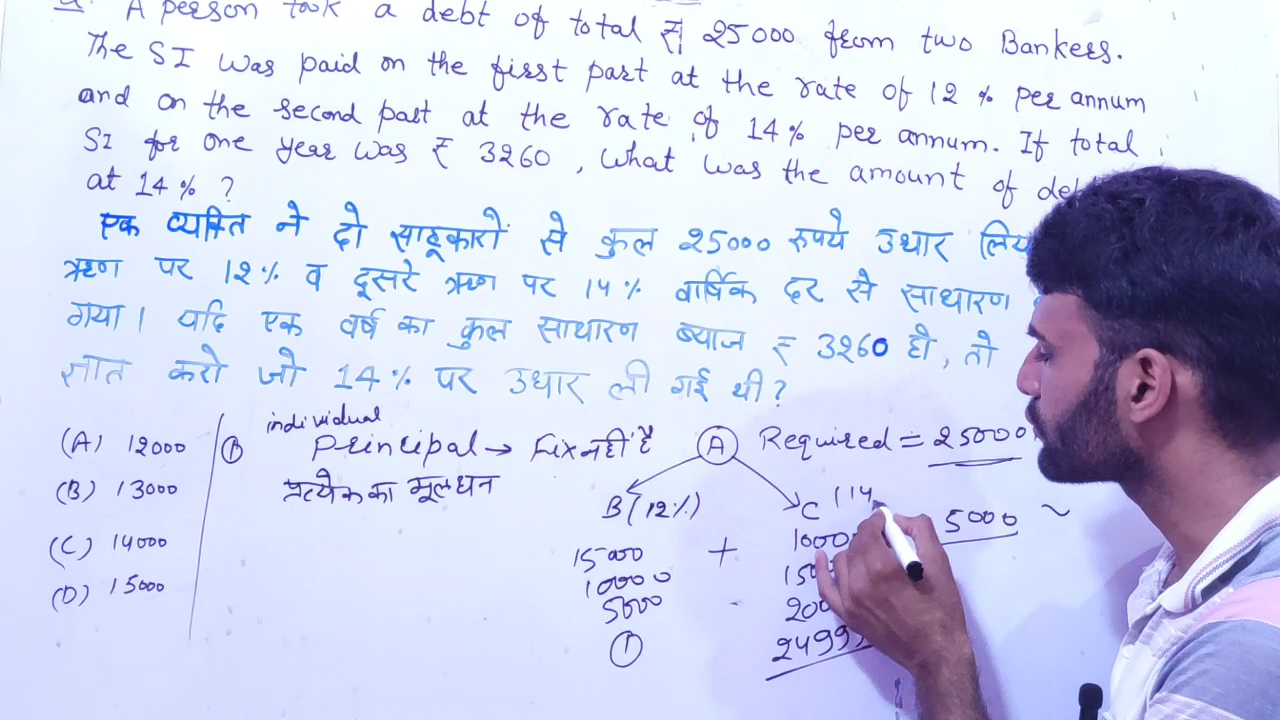 Q. A person took a debt of total ₹ 25000 from two Bankers.
The SI was paid on the first part at the rate of 12 % per annum
and on the second part at the rate of 14% per annum. If total
SI for one year was ₹ 3260, what was the amount of
at 14 % ?
एक व्यक्ति ने दो साहूकारों से कुल 25000 रुपये उधार
ऋण पर 12% व दूसरे ऋण पर 14% वार्षिक दर से साधारण
गया। यदि एक वर्ष का कुल साधारण ब्याज ₹ 3260 हो, तो
ज्ञात करो जो 14% पर उधार ली गई थी?
(A) 12000
(B) 13000
(C) 14000
(D) 15000
① individual
Principal → Fix नहीं है
प्रत्येक का मूलधन
A Required = 25000
B (12%) C (14
15000 + 1000
10000
5000
1
5000